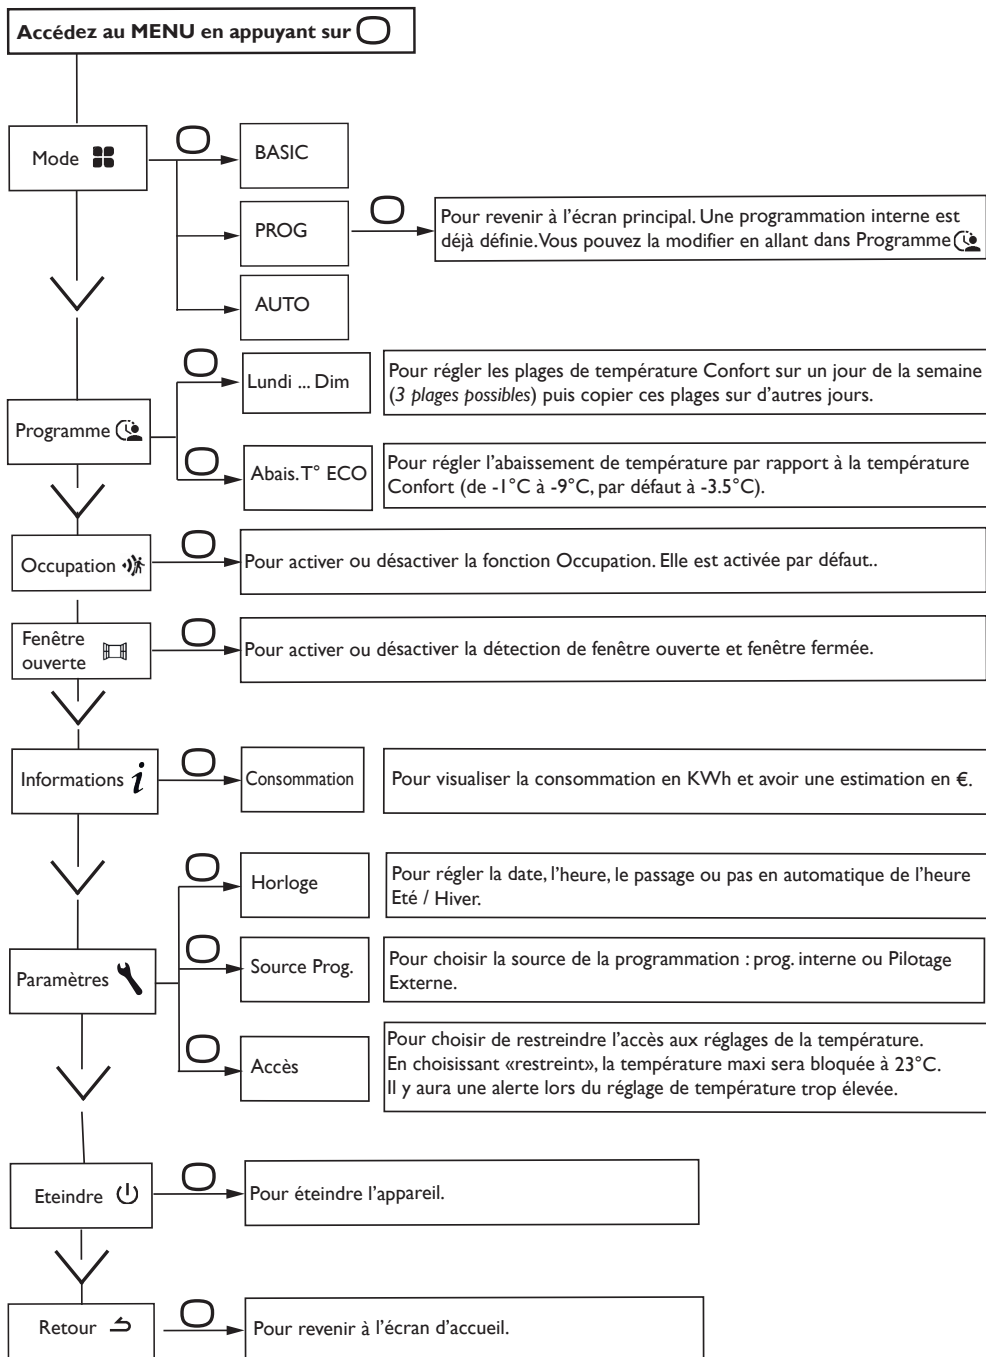 Accédez au MENU en appuyant sur
Mode
BASIC
PROG
Pour revenir à l'écran principal. Une programmation interne est
déjà définie. Vous pouvez la modifier en allant dans Programme
AUTO
Programme
Lundi ... Dim
Pour régler les plages de température Confort sur un jour de la semaine
(3 plages possibles) puis copier ces plages sur d'autres jours.
Abais. T° ECO
Pour régler l'abaissement de température par rapport à la température
Confort (de -1°C à -9°C, par défaut à -3.5°C).
Occupation
Pour activer ou désactiver la fonction Occupation. Elle est activée par défaut..
Fenêtre
ouverte
Pour activer ou désactiver la détection de fenêtre ouverte et fenêtre fermée.
Informations i
Consommation
Pour visualiser la consommation en KWh et avoir une estimation en €.
Paramètres
Horloge
Pour régler la date, l'heure, le passage ou pas en automatique de l'heure
Eté / Hiver.
Source Prog.
Pour choisir la source de la programmation : prog. interne ou Pilotage
Externe.
Accès
Pour choisir de restreindre l'accès aux réglages de la température.
En choisissant «restreint», la température maxi sera bloquée à 23°C.
Il y aura une alerte lors du réglage de température trop élevée.
Eteindre
Pour éteindre l'appareil.
Retour
Pour revenir à l'écran d'accueil.